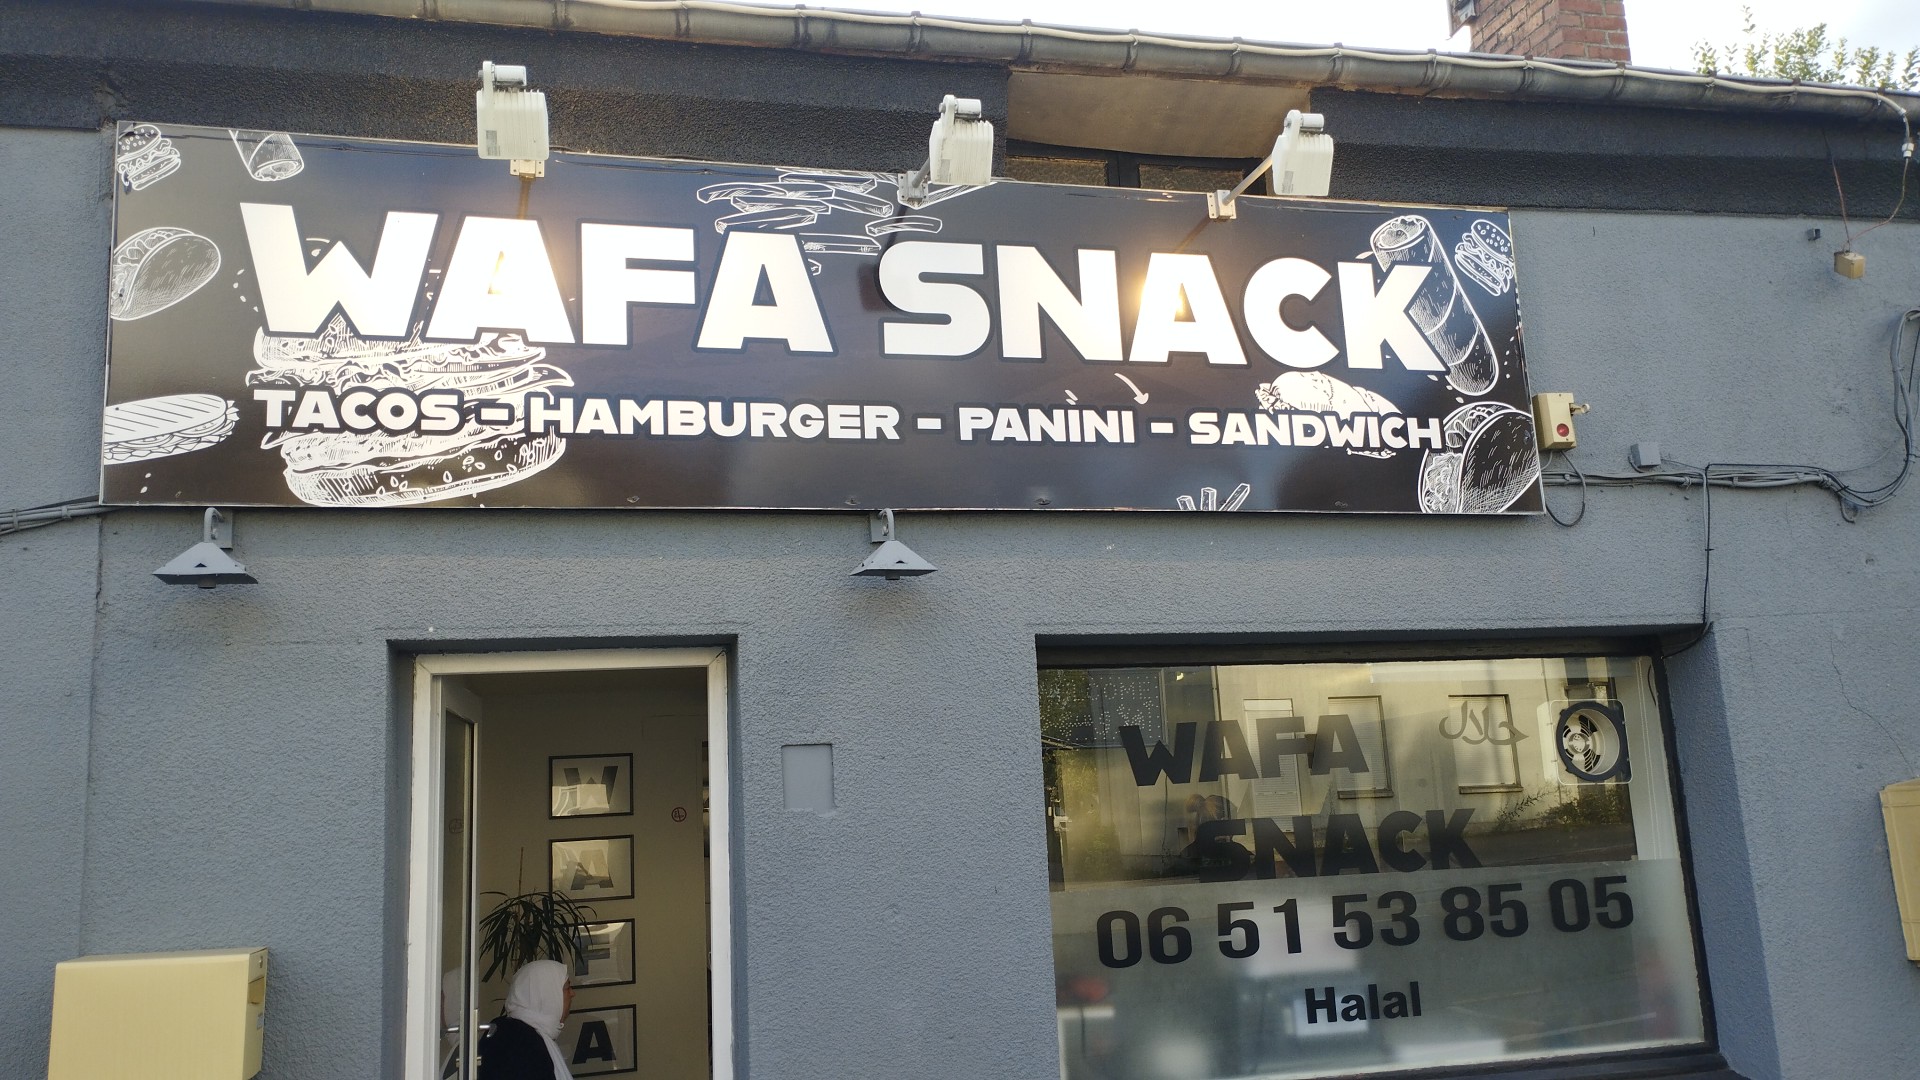 WAFA SNACK
TACOS - HAMBURGER - PANINI - SANDWICH
W
A
F
A
WAFA
حلال
SNACK
06 51 53 85 05
Halal